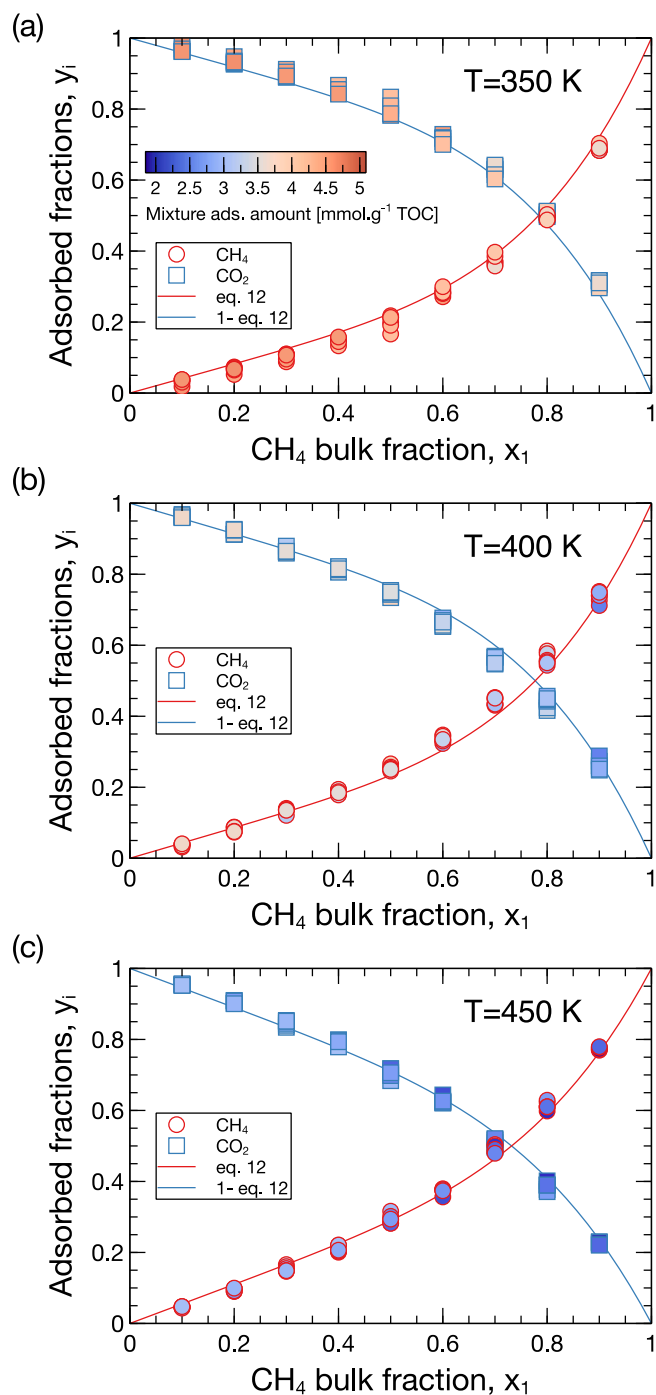 (a)
Adsorbed fractions, yᵢ
1
0.8
0.6
0.4
0.2
0
T=350 K
2 2.5 3 3.5 4 4.5 5
Mixture ads. amount [mmol.g⁻¹ TOC]
CH₄
CO₂
eq. 12
1- eq. 12
0 0.2 0.4 0.6 0.8 1
CH₄ bulk fraction, x₁
(b)
Adsorbed fractions, yᵢ
1
0.8
0.6
0.4
0.2
0
T=400 K
CH₄
CO₂
eq. 12
1- eq. 12
0 0.2 0.4 0.6 0.8 1
CH₄ bulk fraction, x₁
(c)
Adsorbed fractions, yᵢ
1
0.8
0.6
0.4
0.2
0
T=450 K
CH₄
CO₂
eq. 12
1- eq. 12
0 0.2 0.4 0.6 0.8 1
CH₄ bulk fraction, x₁